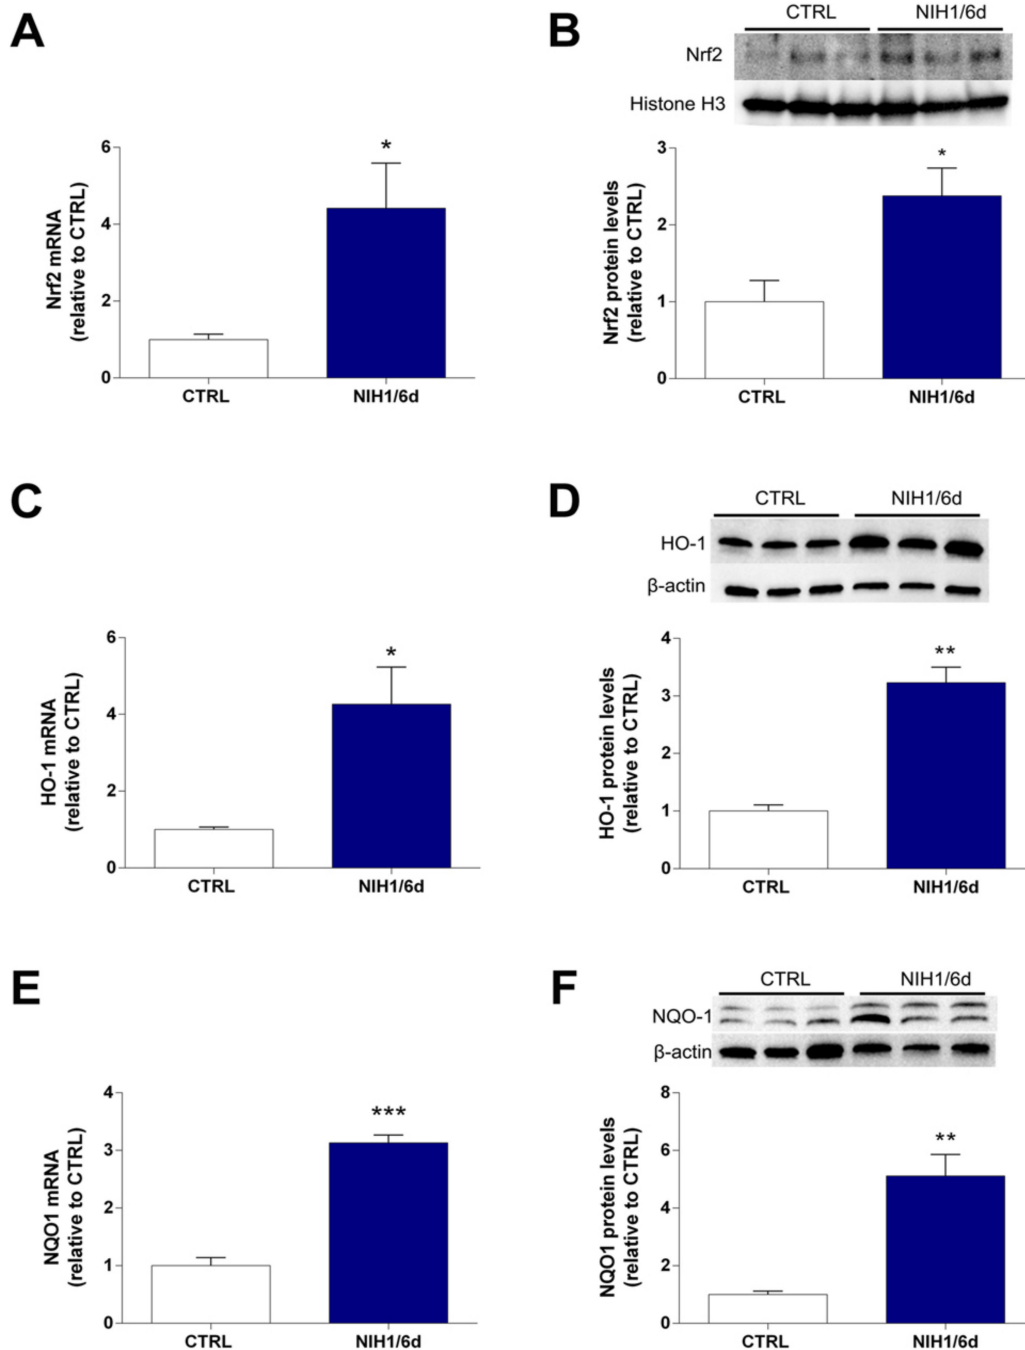 A
Nrf2 mRNA
(relative to CTRL)
6
4
2
0
*
CTRL NIH1/6d
B
CTRL NIH1/6d
Nrf2
Histone H3
Nrf2 protein levels
(relative to CTRL)
3
2
1
0
*
CTRL NIH1/6d
C
HO-1 mRNA
(relative to CTRL)
6
4
2
0
*
CTRL NIH1/6d
D
CTRL NIH1/6d
HO-1
β-actin
HO-1 protein levels
(relative to CTRL)
4
3
2
1
0
**
CTRL NIH1/6d
E
NQO1 mRNA
(relative to CTRL)
4
3
2
1
0
***
CTRL NIH1/6d
F
CTRL NIH1/6d
NQO-1
β-actin
NQO1 protein levels
(relative to CTRL)
8
6
4
2
0
**
CTRL NIH1/6d